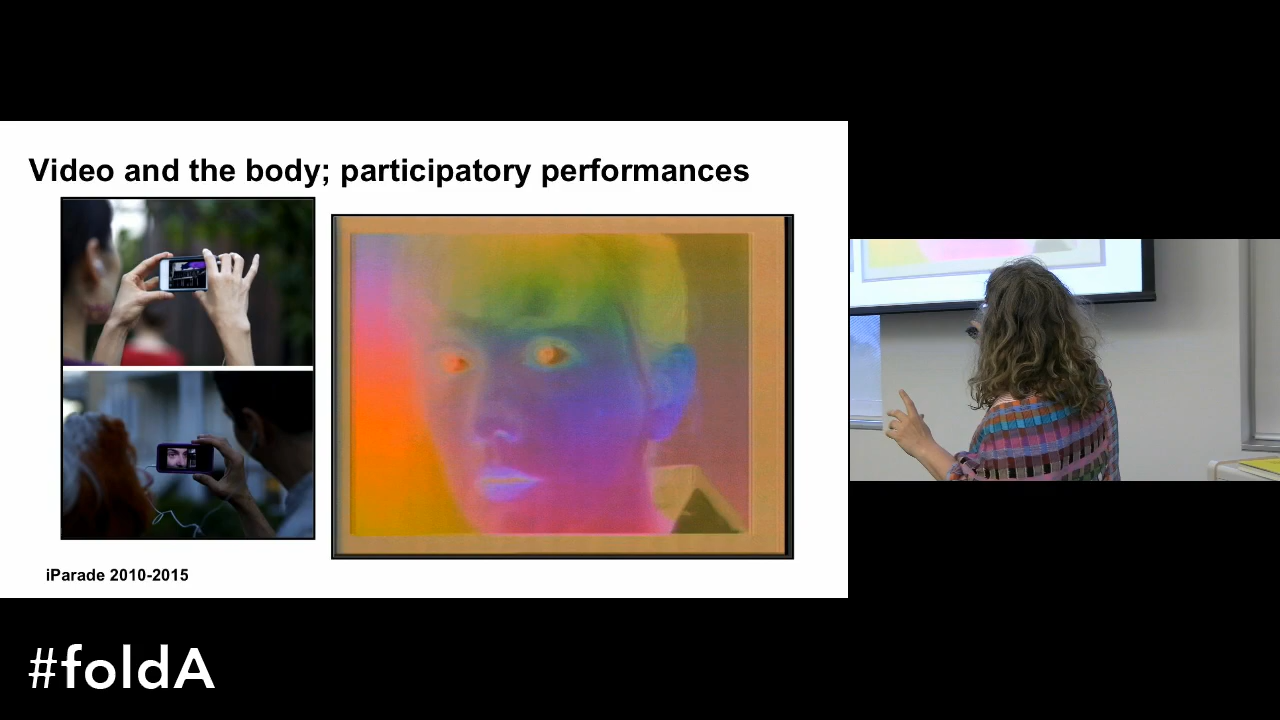 Video and the body; participatory performances
iParade 2010-2015
#foldA